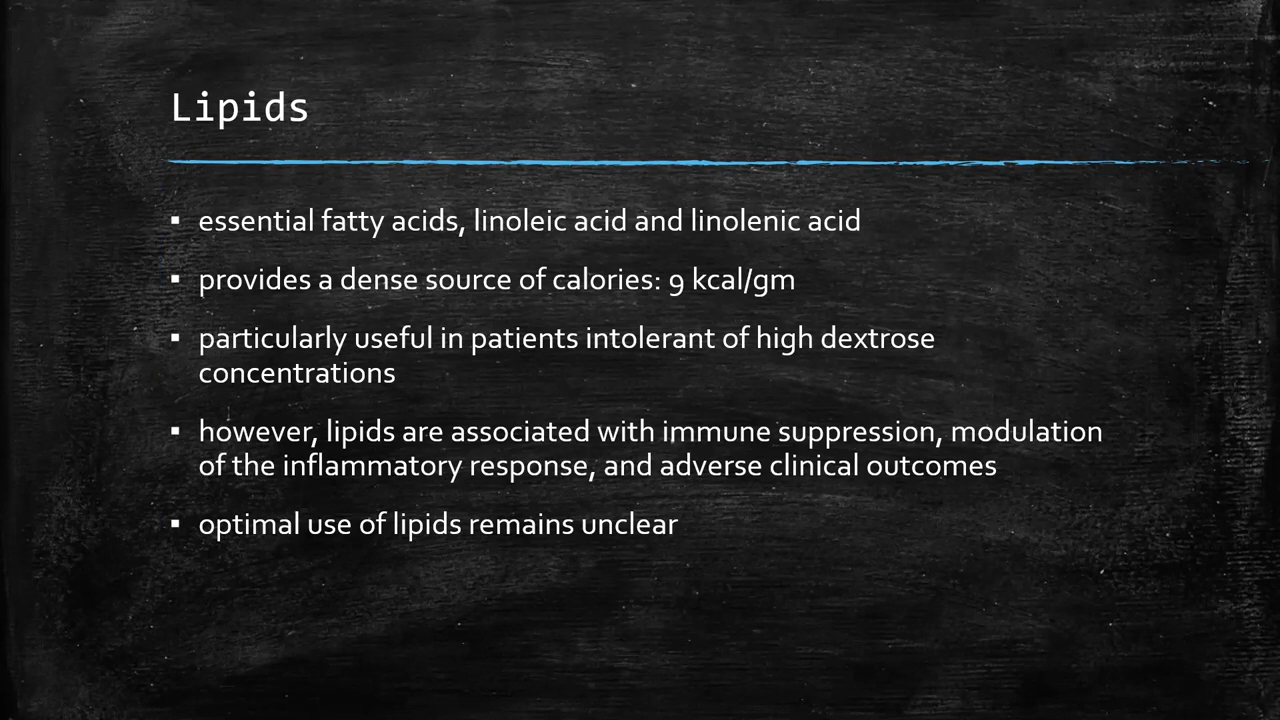 Lipids
▪ essential fatty acids, linoleic acid and linolenic acid
▪ provides a dense source of calories: 9 kcal/gm
▪ particularly useful in patients intolerant of high dextrose
concentrations
▪ however, lipids are associated with immune suppression, modulation
of the inflammatory response, and adverse clinical outcomes
▪ optimal use of lipids remains unclear